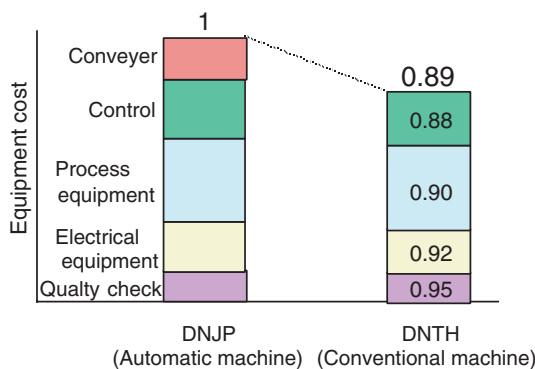 1
Conveyer
0.89
Control
0.88
Process
equipment
0.90
Electrical
equipment
0.92
Qualty check
0.95
Equipment cost
DNJP
(Automatic machine)
DNTH
(Conventional machine)